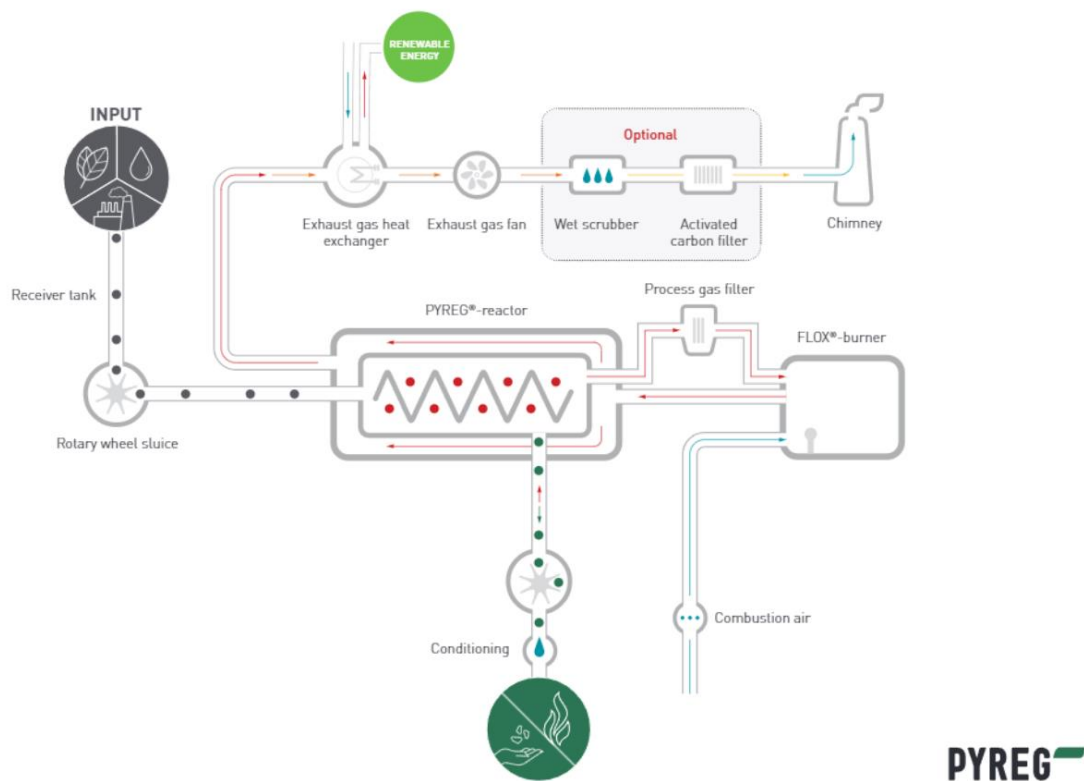 RENEWABLE
ENERGY
INPUT
Optional
Exhaust gas heat
exchanger
Exhaust gas fan
Wet scrubber
Activated
carbon filter
Chimney
Receiver tank
Process gas filter
PYREG®-reactor
FLOX®-burner
Rotary wheel sluice
Combustion air
Conditioning
PYREG